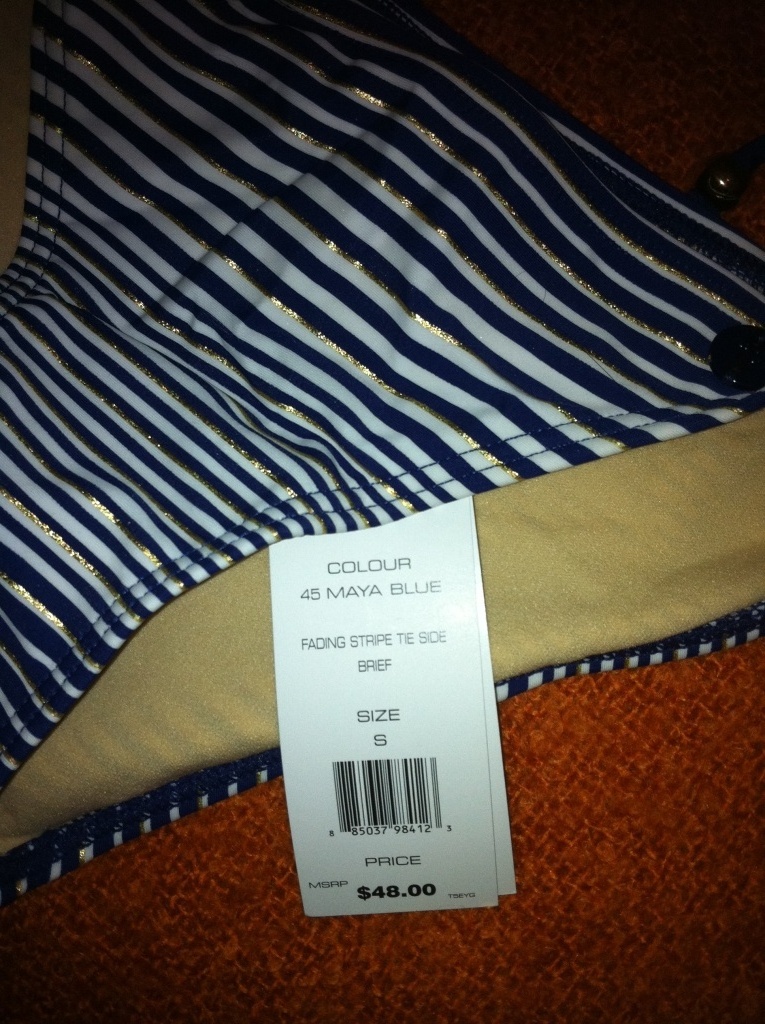 COLOUR
45 MAYA BLUE
FADING STRIPE TIE SIDE
BRIEF
SIZE
S
8 85037 98412 3
PRICE
MSRP $48.00 TSEYG